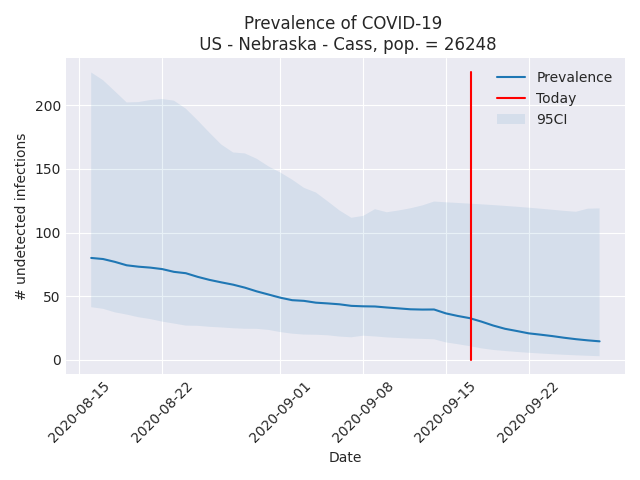 Prevalence of COVID-19
US - Nebraska - Cass, pop. = 26248
Prevalence
Today
95CI
# undetected infections
200
150
100
50
0
2020-08-15
2020-08-22
2020-09-01
2020-09-08
2020-09-15
2020-09-22
Date